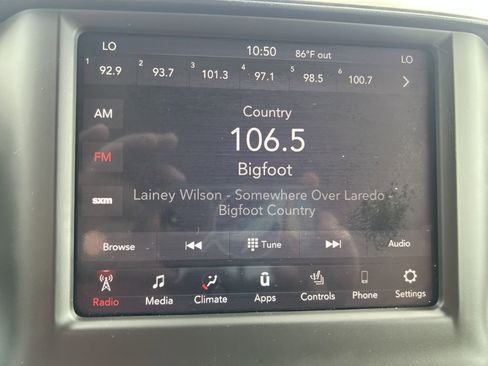 LO 10:50 86°F out LO
1 92.9 2 93.7 3 101.3 4 97.1 5 98.5 6 100.7
AM
Country
106.5
FM
Bigfoot
sxm
Lainey Wilson - Somewhere Over Laredo -
Bigfoot Country
Browse Tune Audio
Radio Media Climate Apps Controls Phone Settings